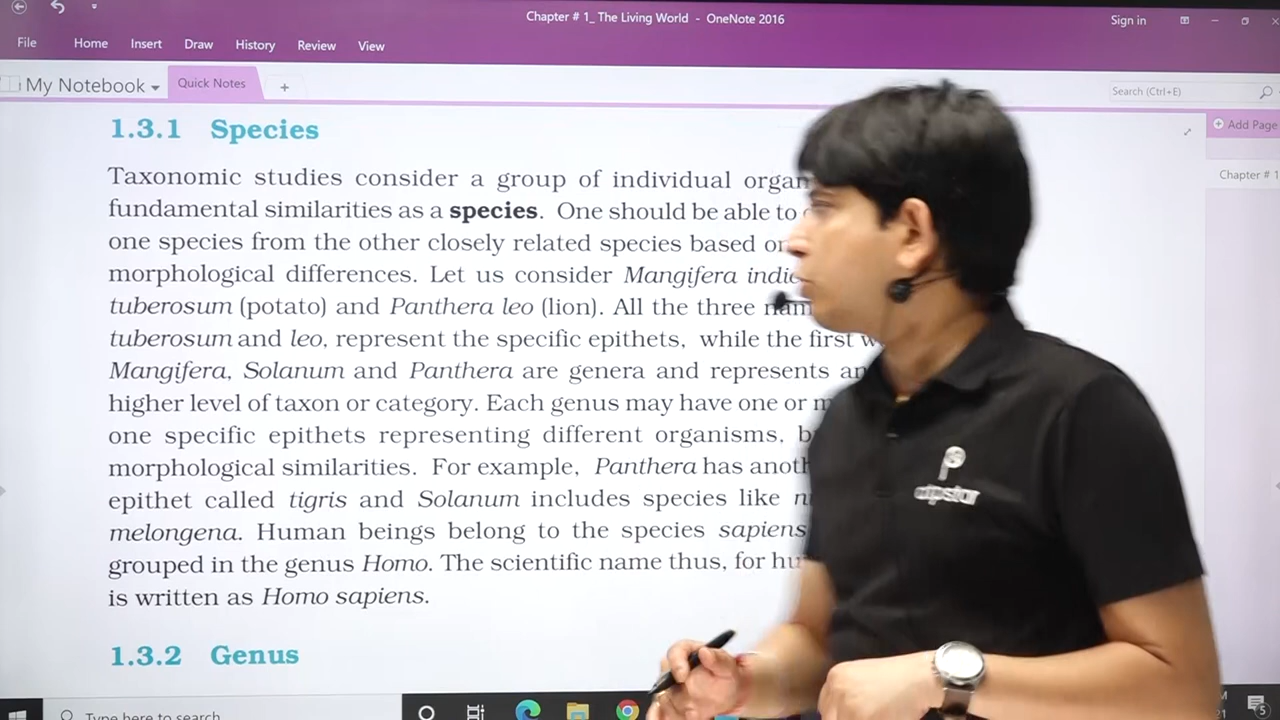 Chapter # 1_ The Living World - OneNote 2016
Sign in
File Home Insert Draw History Review View
My Notebook
Quick Notes
+
Search (Ctrl+E)
Add Page
Chapter # 1
1.3.1 Species
Taxonomic studies consider a group of individual organ
fundamental similarities as a species. One should be able to
one species from the other closely related species based on
morphological differences. Let us consider Mangifera indic
tuberosum (potato) and Panthera leo (lion). All the three nam
tuberosum and leo, represent the specific epithets, while the first w
Mangifera, Solanum and Panthera are genera and represents an
higher level of taxon or category. Each genus may have one or m
one specific epithets representing different organisms, b
morphological similarities. For example, Panthera has anoth
epithet called tigris and Solanum includes species like n
melongena. Human beings belong to the species sapiens
grouped in the genus Homo. The scientific name thus, for hu
is written as Homo sapiens.
1.3.2 Genus
Type here to search